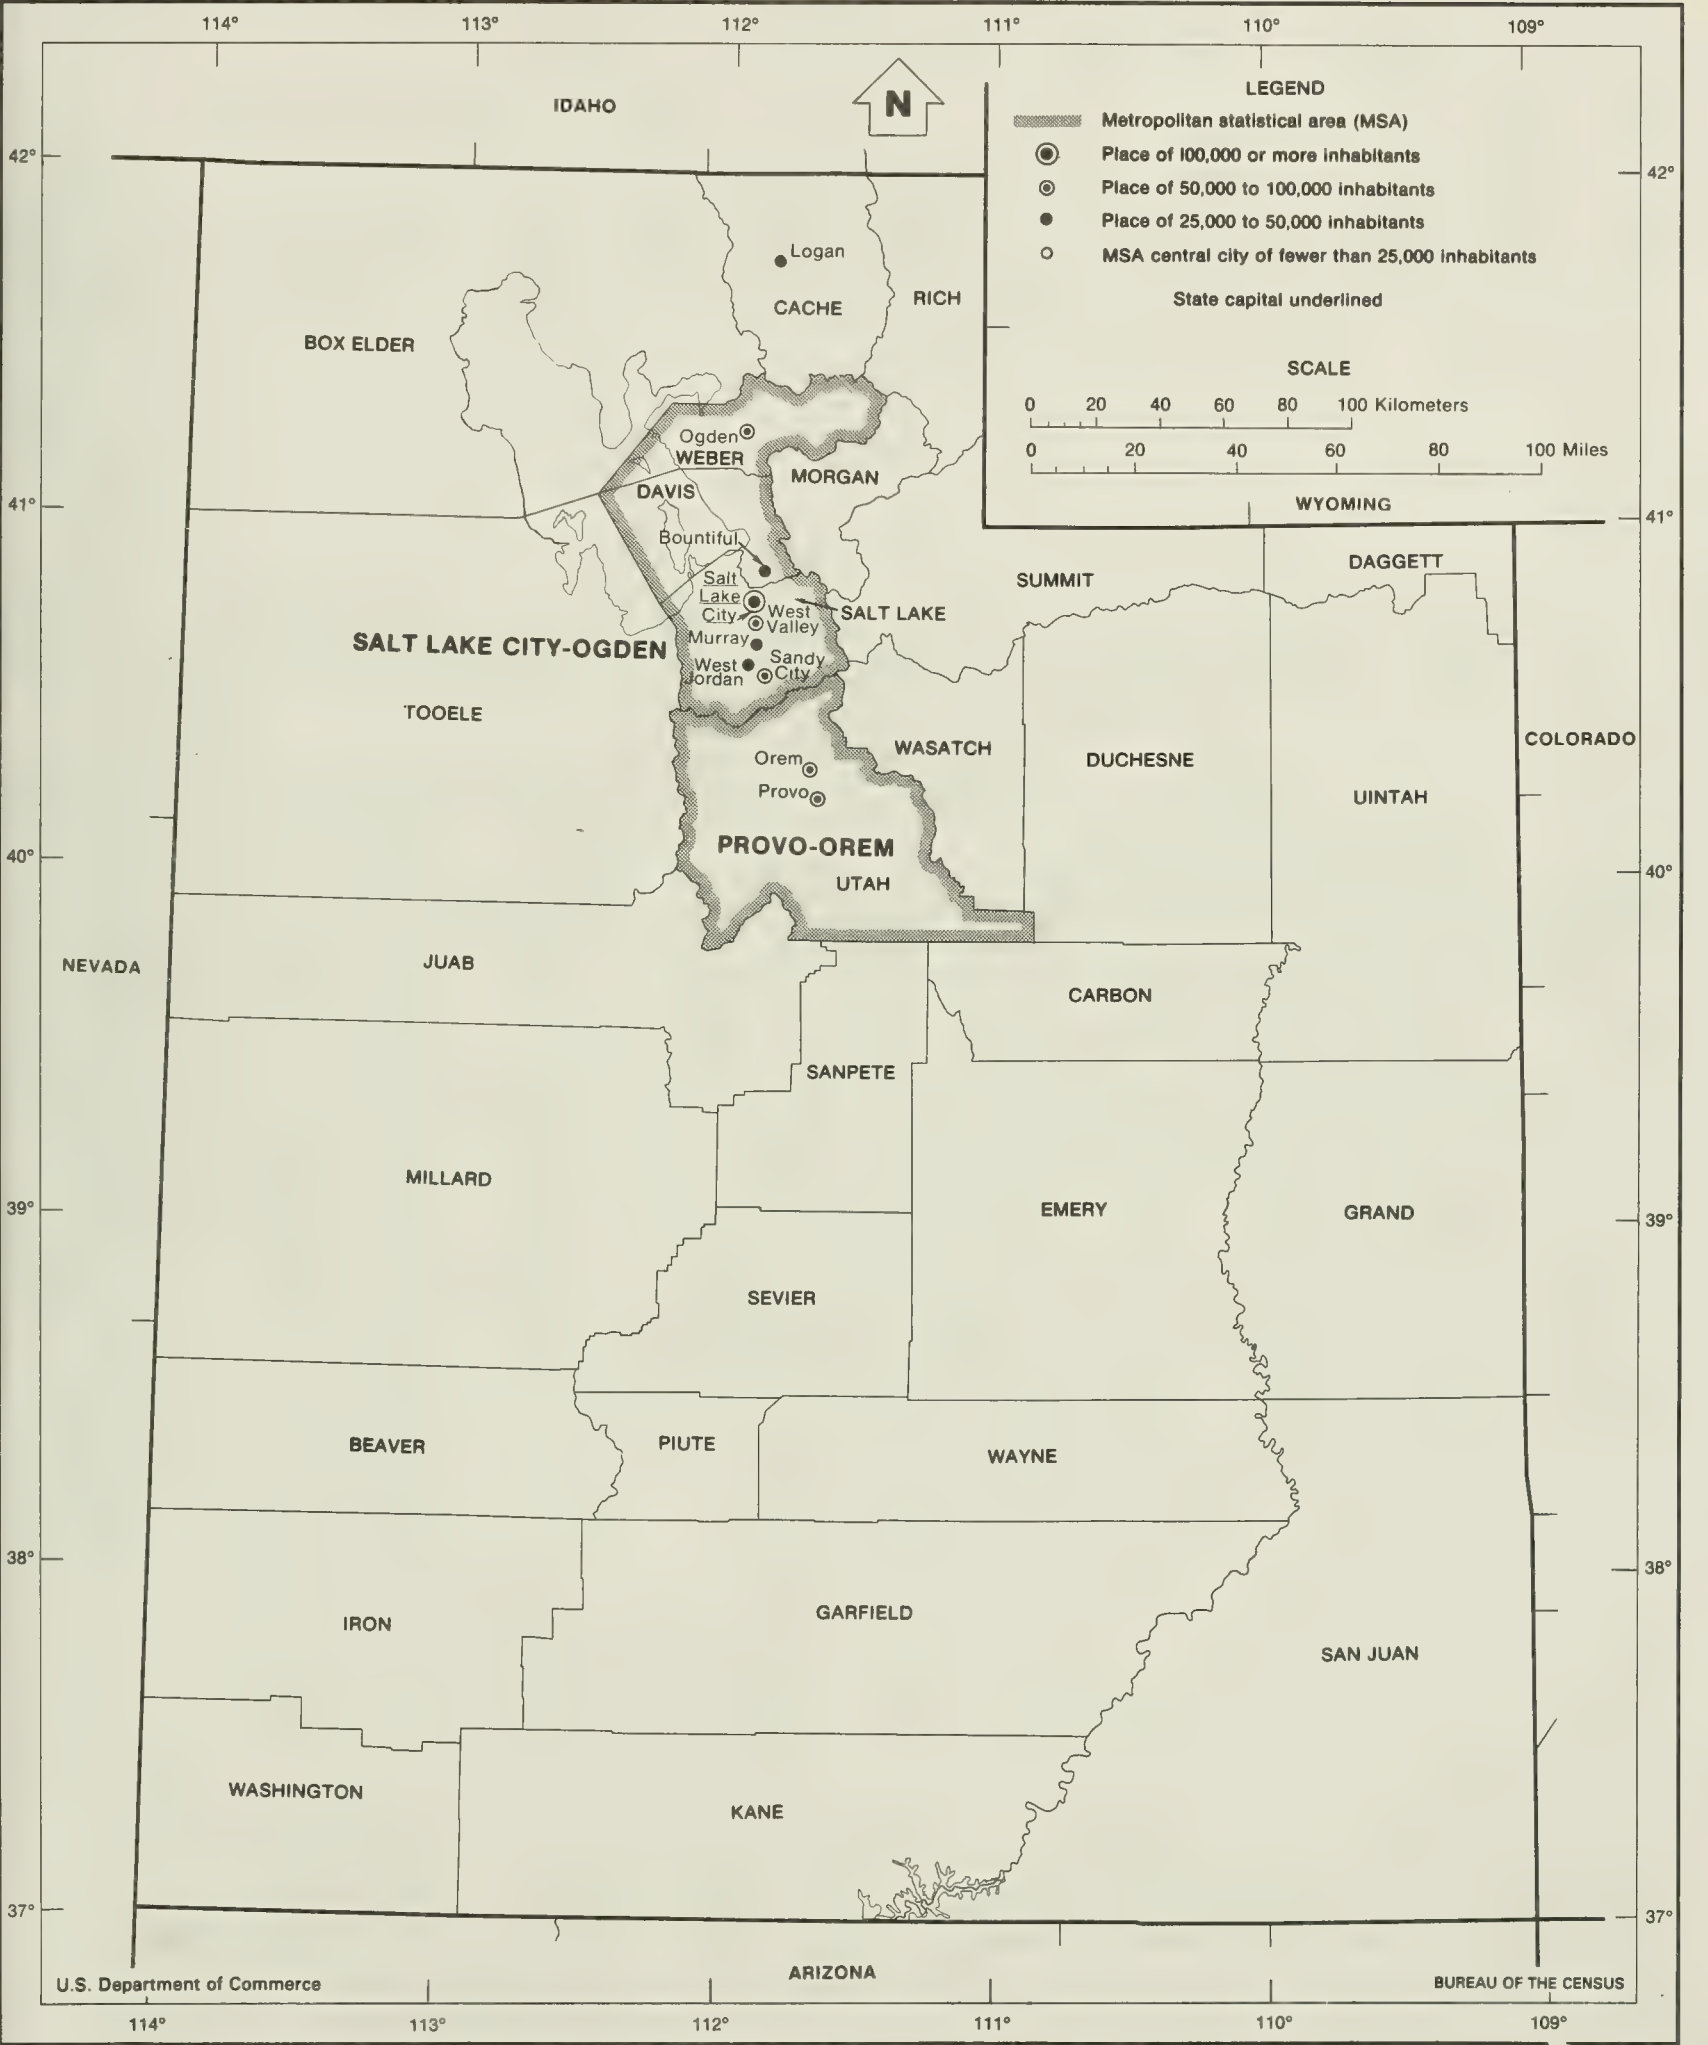 114°
113°
112°
111°
110°
109°
IDAHO
N
LEGEND
Metropolitan statistical area (MSA)
Place of 100,000 or more inhabitants
Place of 50,000 to 100,000 inhabitants
Place of 25,000 to 50,000 inhabitants
MSA central city of fewer than 25,000 inhabitants
State capital underlined
SCALE
0 20 40 60 80 100 Kilometers
0 20 40 60 80 100 Miles
WYOMING
42°
42°
Logan
CACHE
RICH
BOX ELDER
Ogden
WEBER
MORGAN
DAVIS
41°
41°
Bountiful
DAGGETT
SUMMIT
Salt
Lake
City
West
Valley
SALT LAKE
Murray
SALT LAKE CITY-OGDEN
West
Jordan
Sandy
City
TOOELE
WASATCH
COLORADO
Orem
DUCHESNE
Provo
UINTAH
PROVO-OREM
40°
40°
UTAH
JUAB
NEVADA
CARBON
SANPETE
MILLARD
39°
39°
EMERY
GRAND
SEVIER
BEAVER
PIUTE
WAYNE
38°
38°
IRON
GARFIELD
SAN JUAN
WASHINGTON
KANE
37°
37°
ARIZONA
U.S. Department of Commerce
BUREAU OF THE CENSUS
114°
113°
112°
111°
110°
109°